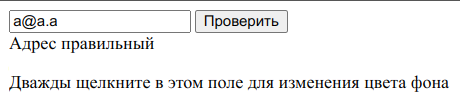 a@a.a Проверить
Адрес правильный
Дважды щелкните в этом поле для изменения цвета фона